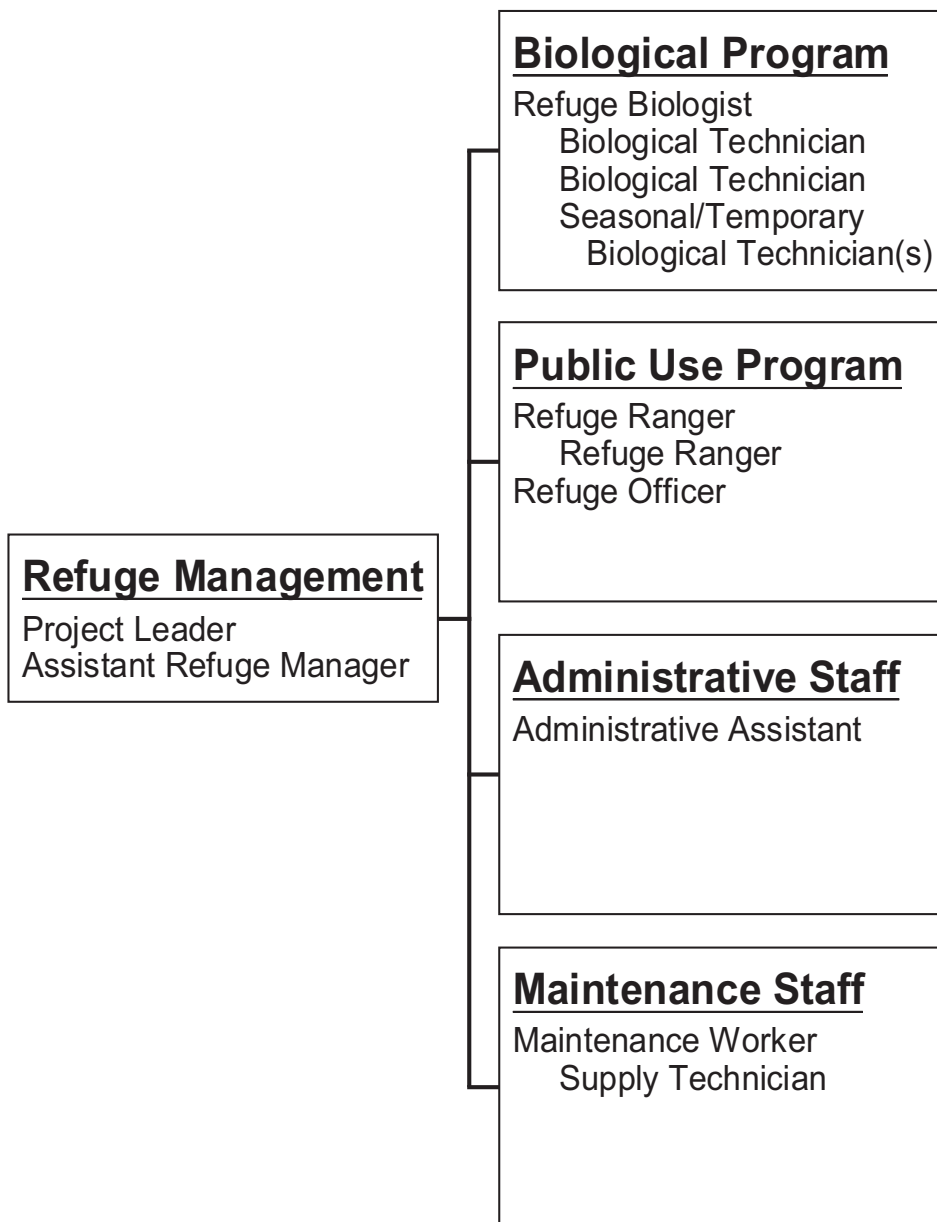 Biological Program
Refuge Biologist
Biological Technician
Biological Technician
Seasonal/Temporary
Biological Technician(s)
Public Use Program
Refuge Ranger
Refuge Ranger
Refuge Officer
Refuge Management
Project Leader
Assistant Refuge Manager
Administrative Staff
Administrative Assistant
Maintenance Staff
Maintenance Worker
Supply Technician